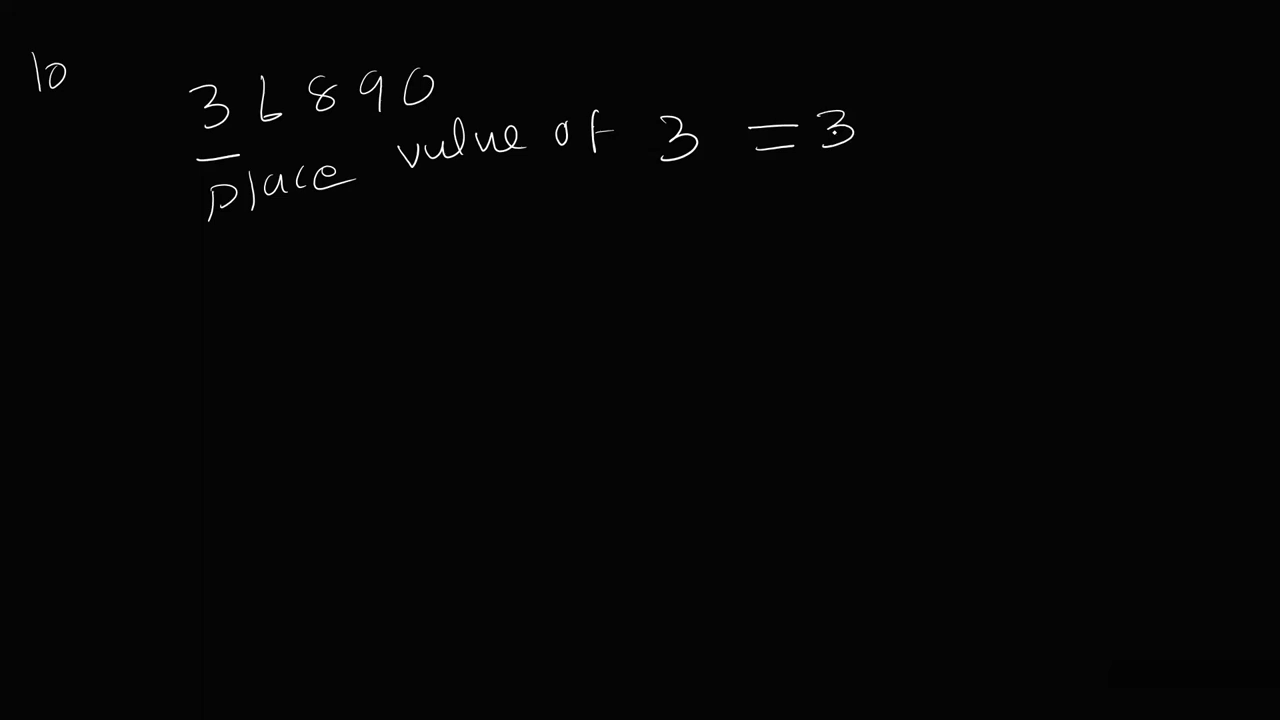 10
36890
place value of 3 = 3